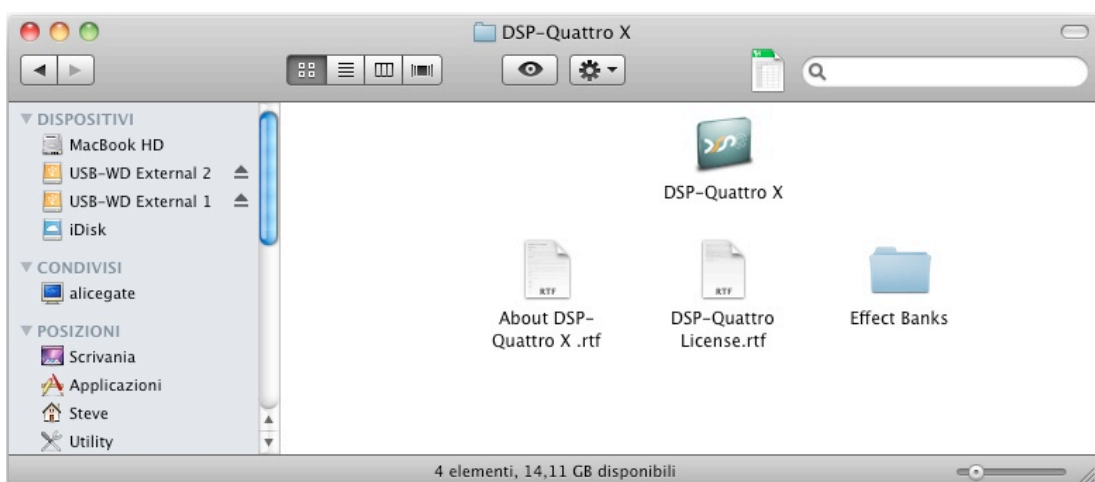 DSP-Quattro X
DISPOSITIVI
MacBook HD
USB-WD External 2
USB-WD External 1
iDisk
CONDIVISI
alicegate
POSIZIONI
Scrivania
Applicazioni
Steve
Utility
DSP-Quattro X
RTF
About DSP-
Quattro X .rtf
RTF
DSP-Quattro
License.rtf
Effect Banks
4 elementi, 14,11 GB disponibili